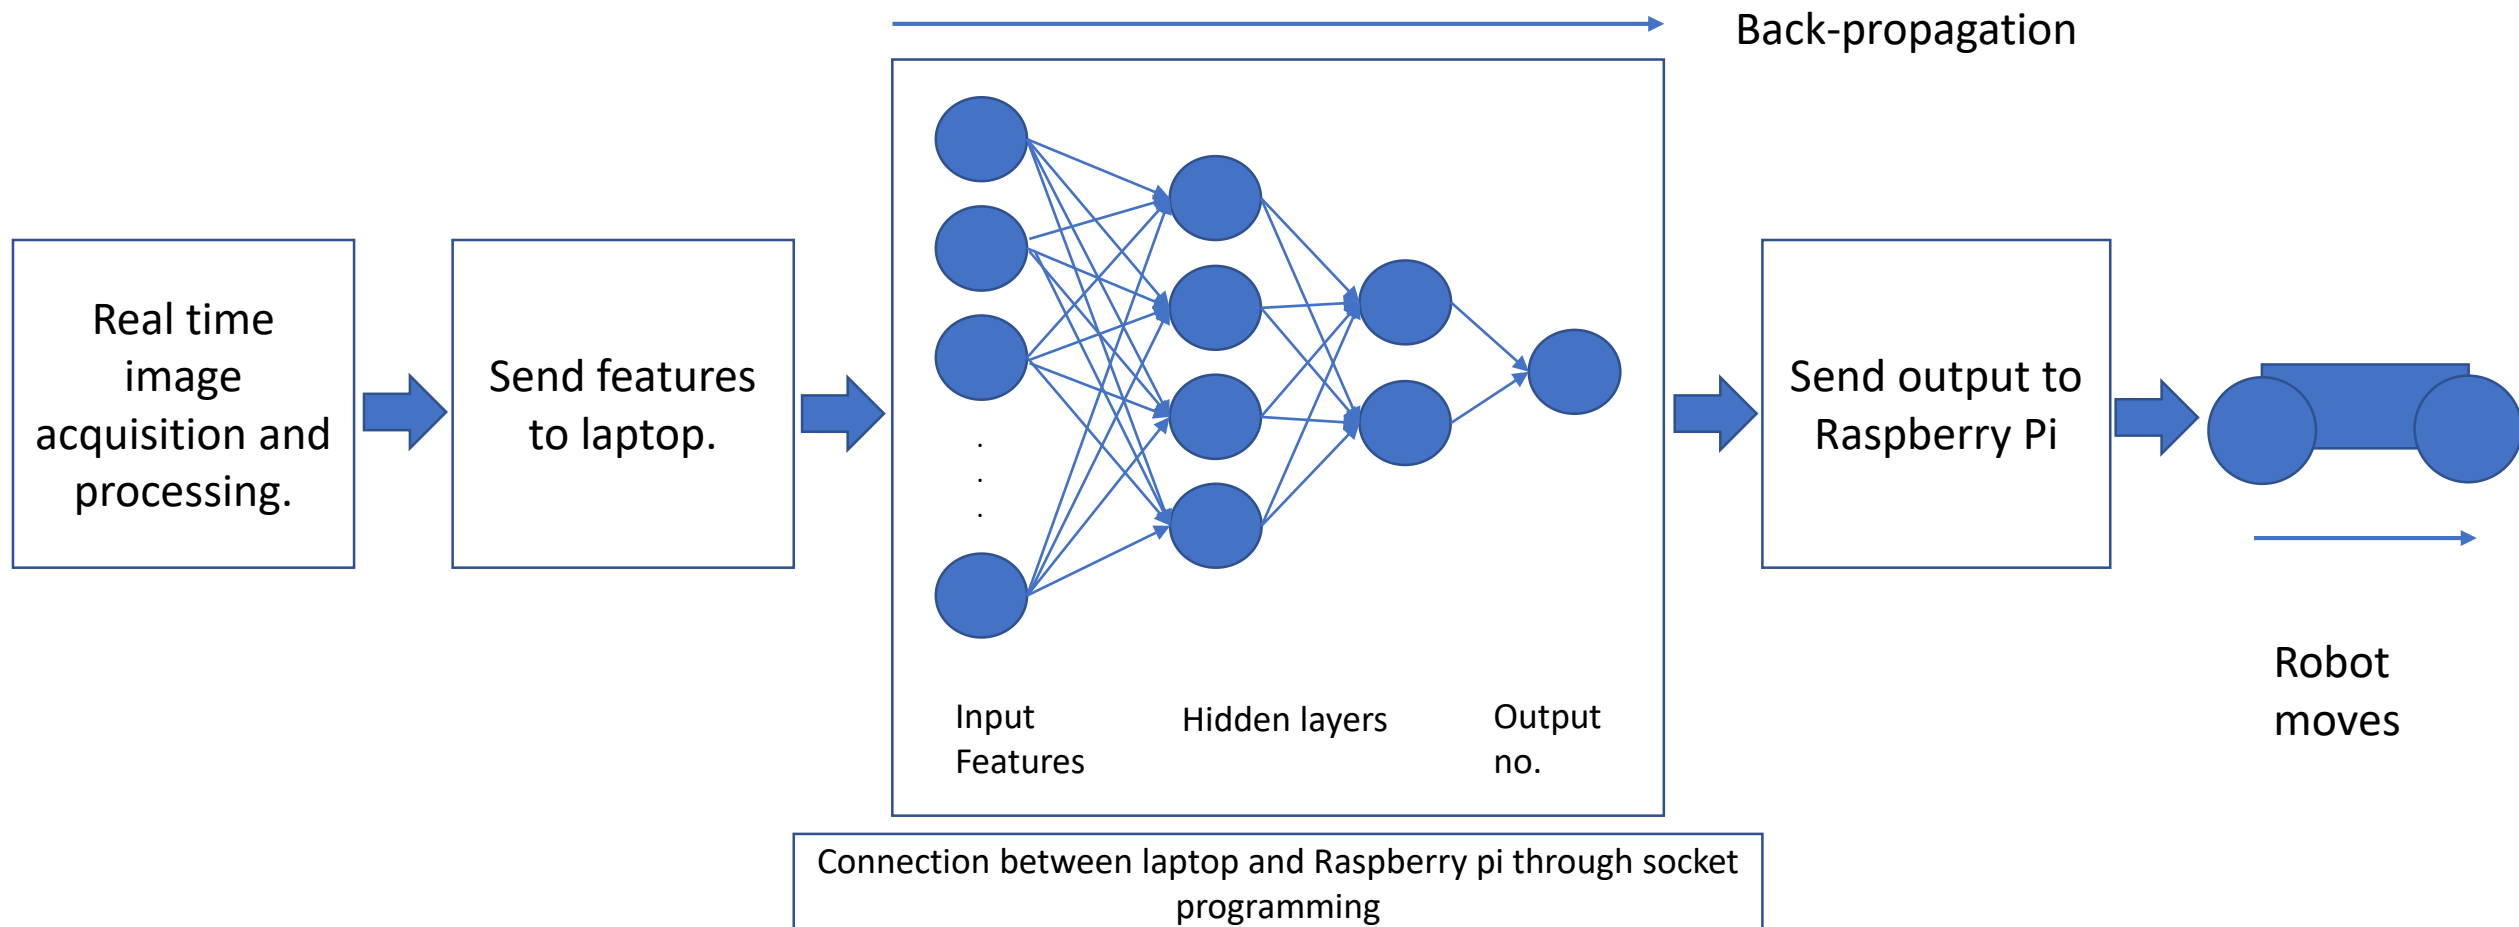 Back-propagation
Real time
image
acquisition and
processing.
Send features
to laptop.
.
.
.
Input
Features
Hidden layers
Output
no.
Send output to
Raspberry Pi
Robot
moves
Connection between laptop and Raspberry pi through socket
programming